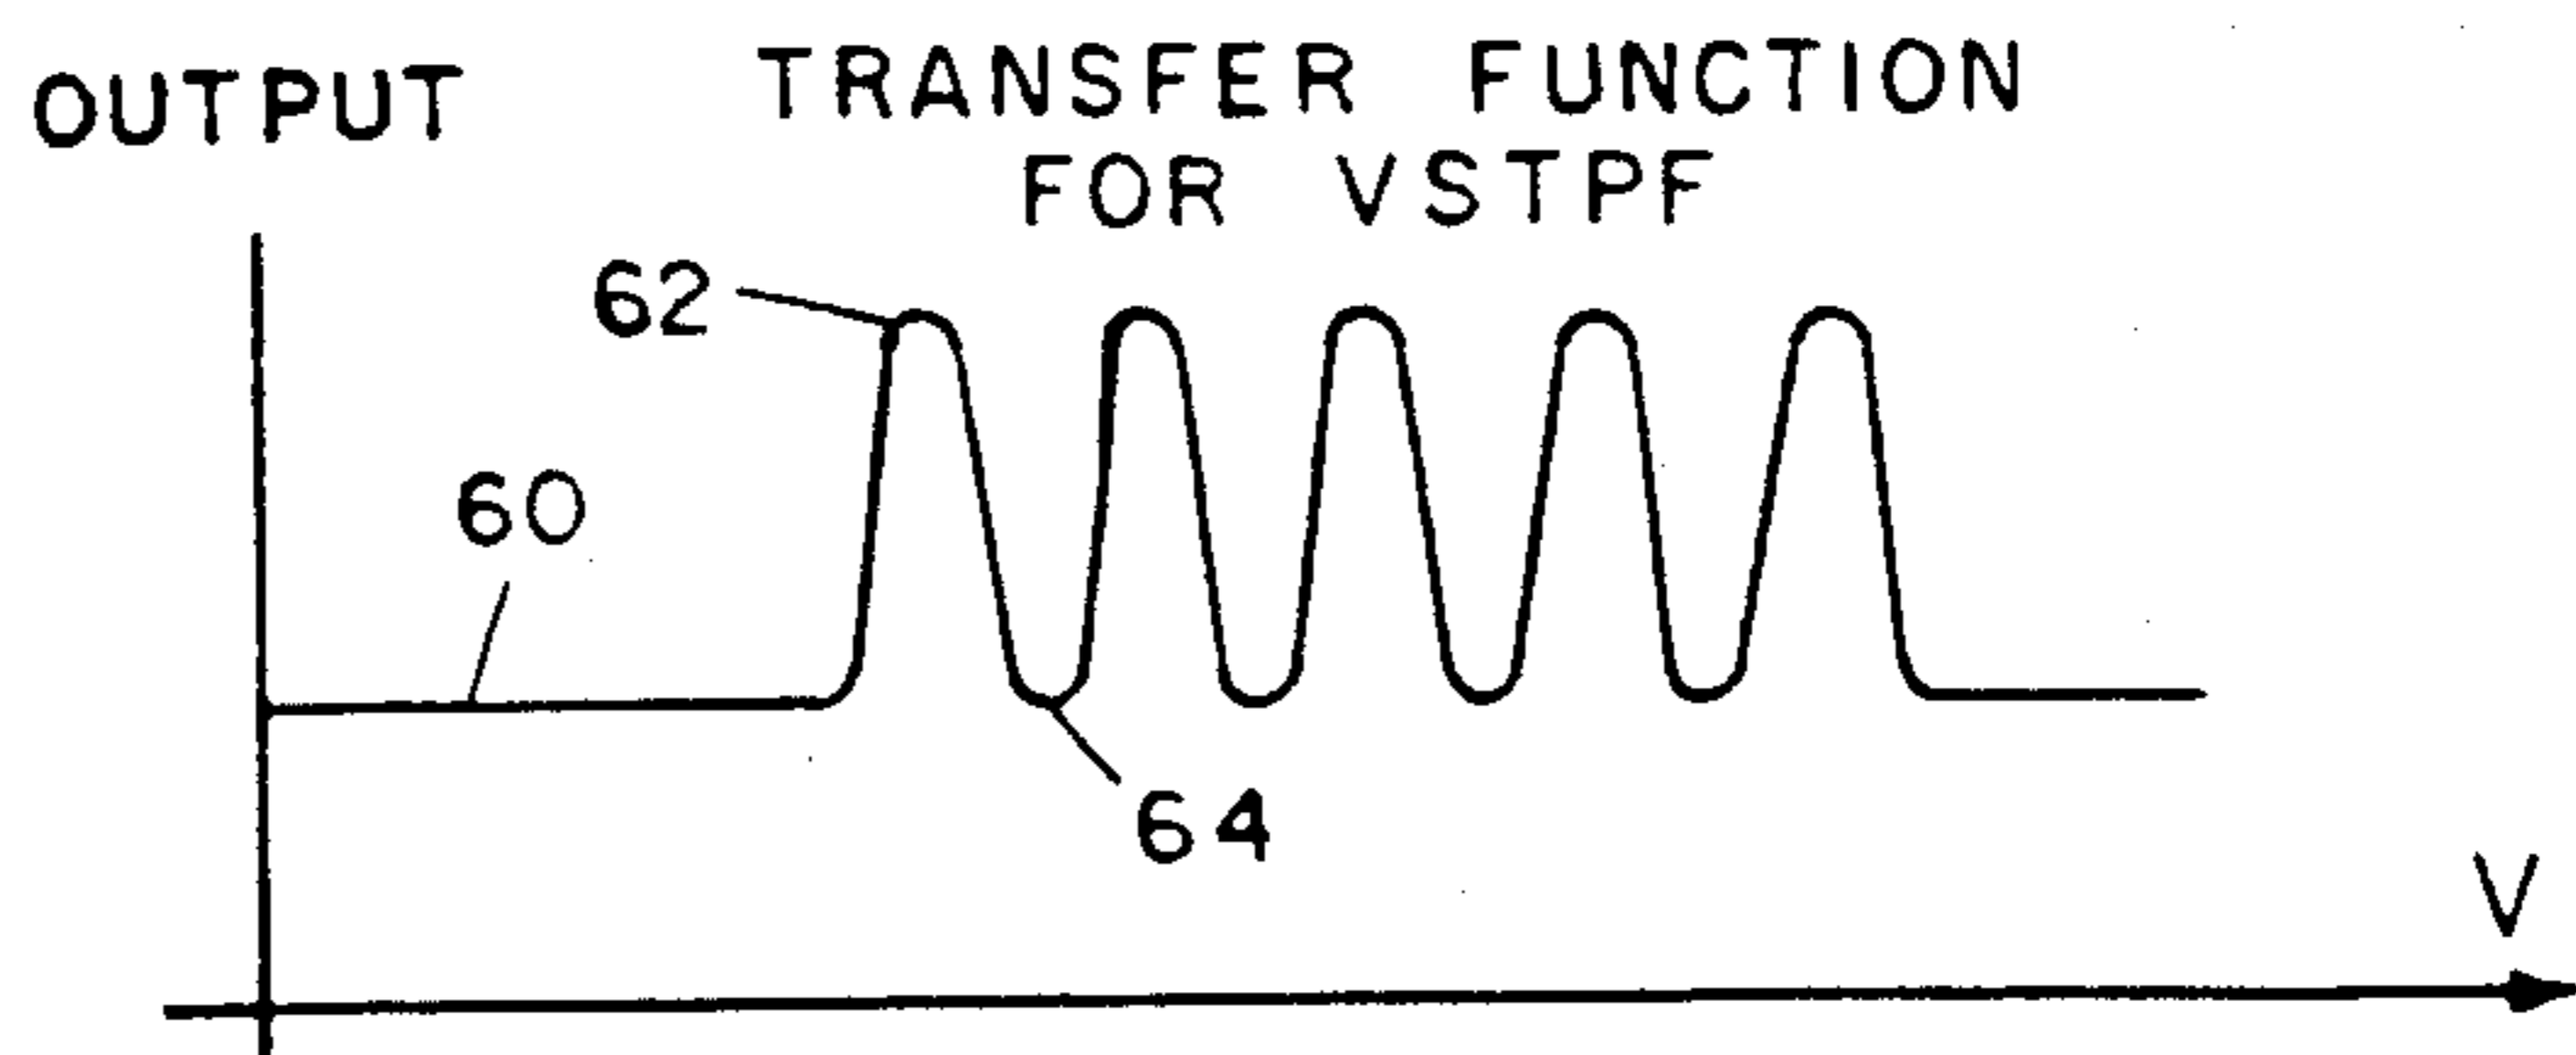 OUTPUT
TRANSFER FUNCTION
FOR VSTPF
62
60
64
V